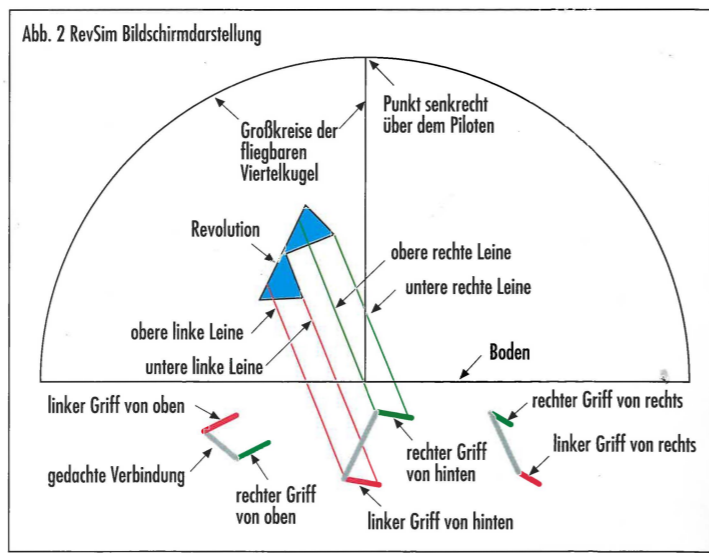 Abb. 2 RevSim Bildschirmdarstellung
Punkt senkrecht
über dem Piloten
Großkreise der
fliegbaren
Viertelkugel
Revolution
obere rechte Leine
untere rechte Leine
obere linke Leine
untere linke Leine
Boden
linker Griff von oben
gedachte Verbindung
rechter Griff
von oben
rechter Griff
von hinten
linker Griff von hinten
rechter Griff von rechts
linker Griff von rechts